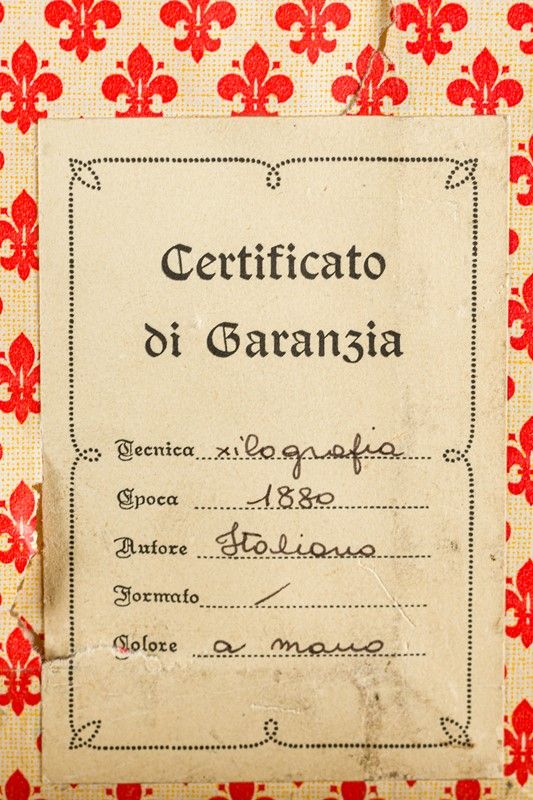 Certificato
di Garanzia
Tecnica xilografia
Epoca 1880
Autore Italiano
Formato /
Colore a mano